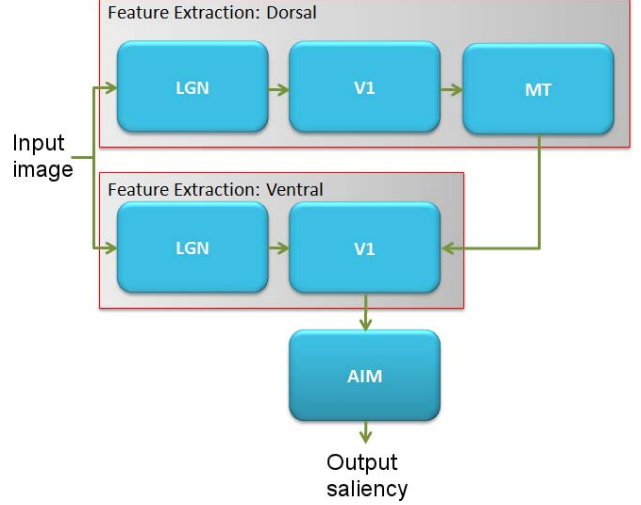 Feature Extraction: Dorsal
LGN
V1
MT
Input
image
Feature Extraction: Ventral
LGN
V1
AIM
Output
saliency